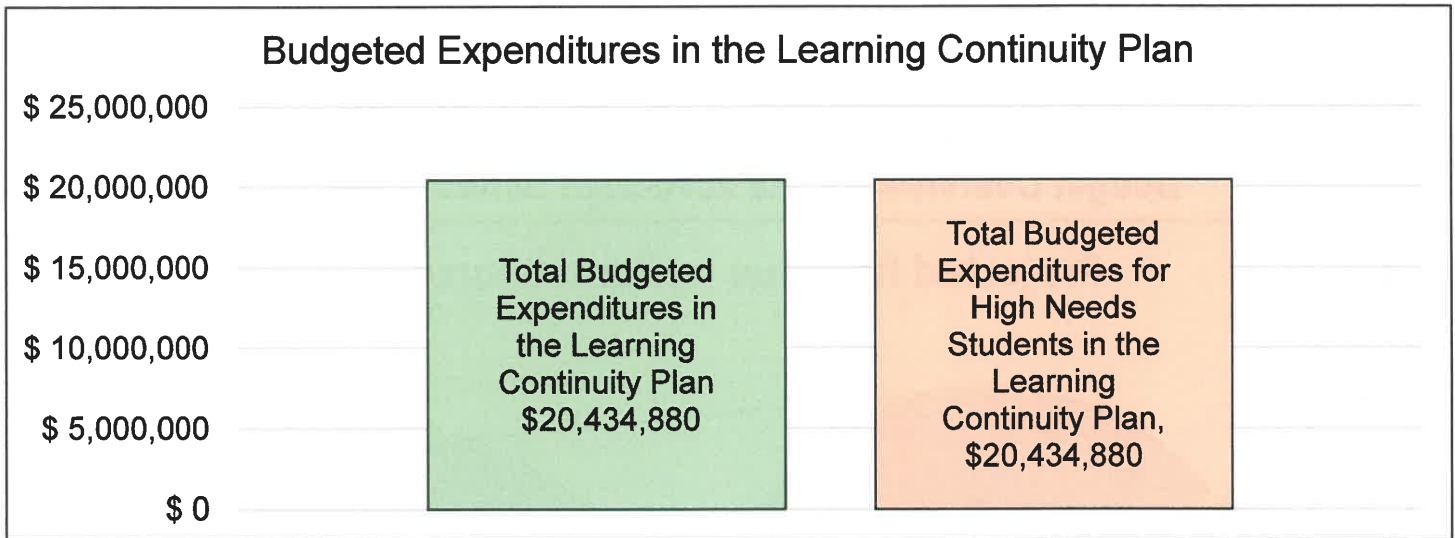 Budgeted Expenditures in the Learning Continuity Plan
$ 25,000,000
$ 20,000,000
$ 15,000,000
$ 10,000,000
$ 5,000,000
$ 0
Total Budgeted
Expenditures in
the Learning
Continuity Plan
$20,434,880
Total Budgeted
Expenditures for
High Needs
Students in the
Learning
Continuity Plan,
$20,434,880